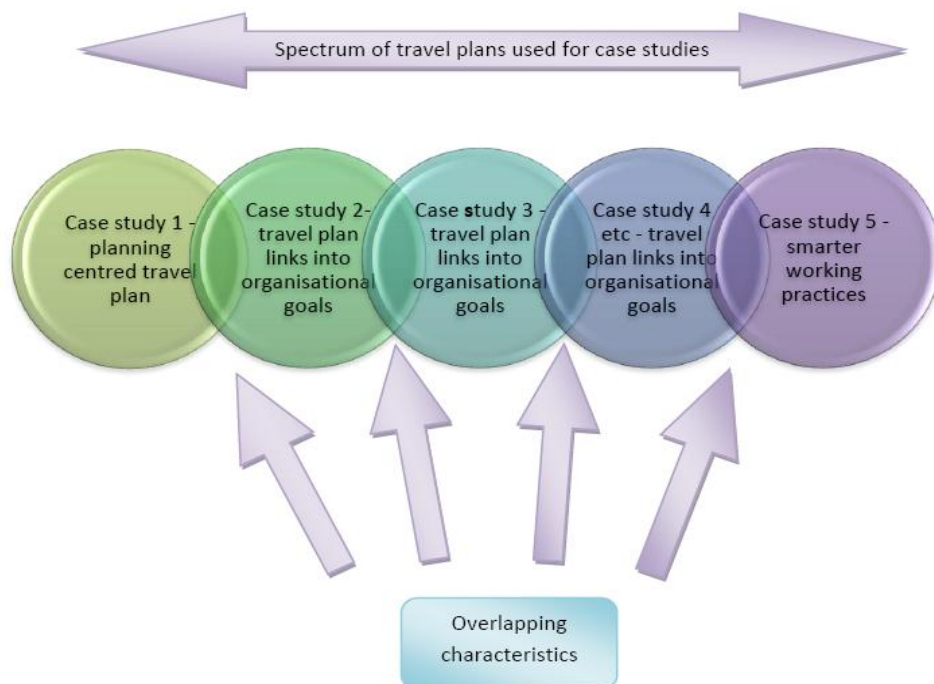 Spectrum of travel plans used for case studies
Case study 1 -
planning
centred travel
plan
Case study 2-
travel plan
links into
organisational
goals
Case study 3 -
travel plan
links into
organisational
goals
Case study 4
etc - travel
plan links into
organisational
goals
Case study 5 -
smarter
working
practices
Overlapping
characteristics